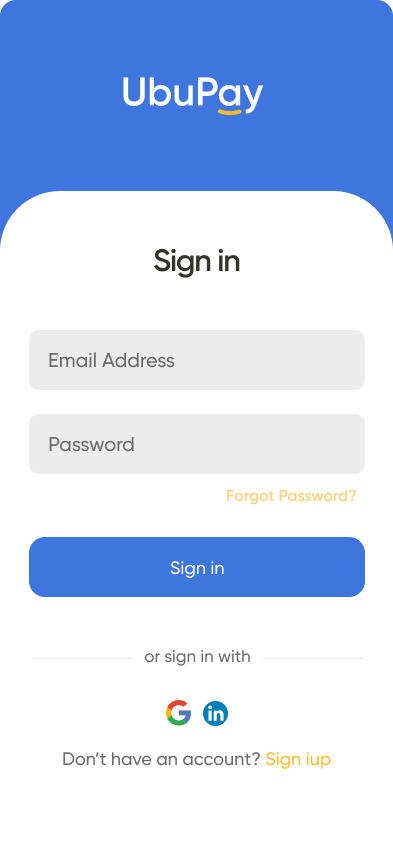 UbuPay
Sign in
Email Address
Password
Forgot Password?
Sign in
or sign in with
in
Don’t have an account? Sign iup